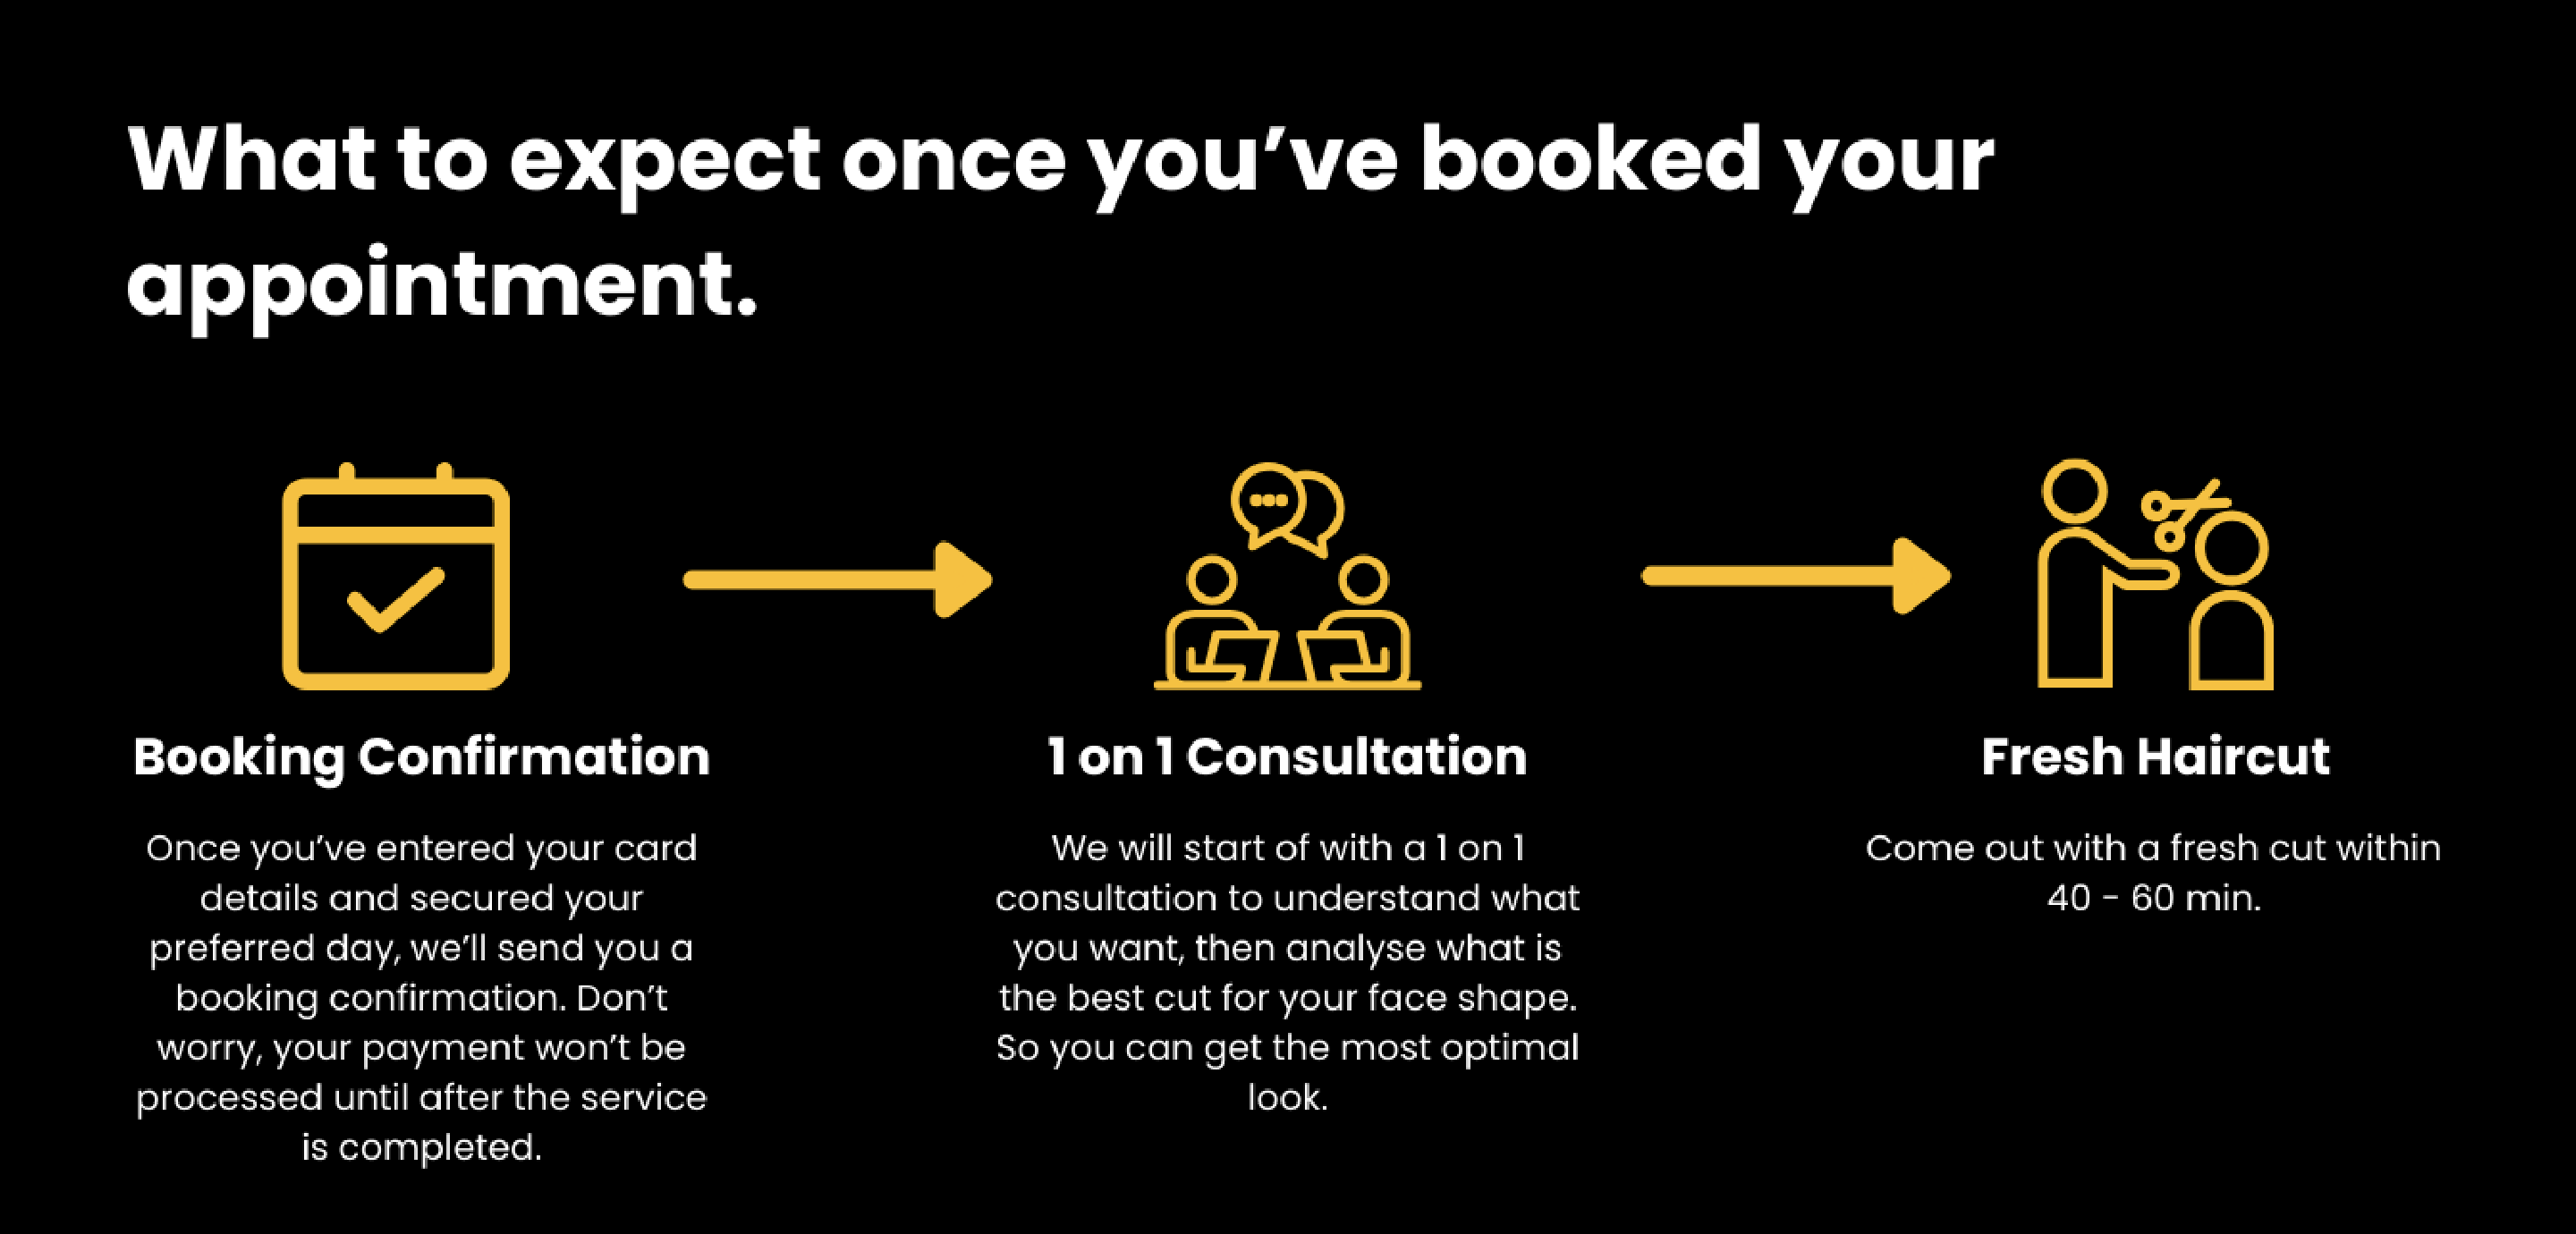 What to expect once you’ve booked your
appointment.
Booking Confirmation
Once you’ve entered your card
details and secured your
preferred day, we’ll send you a
booking confirmation. Don’t
worry, your payment won’t be
processed until after the service
is completed.
1 on 1 Consultation
We will start of with a 1 on 1
consultation to understand what
you want, then analyse what is
the best cut for your face shape.
So you can get the most optimal
look.
Fresh Haircut
Come out with a fresh cut within
40 - 60 min.